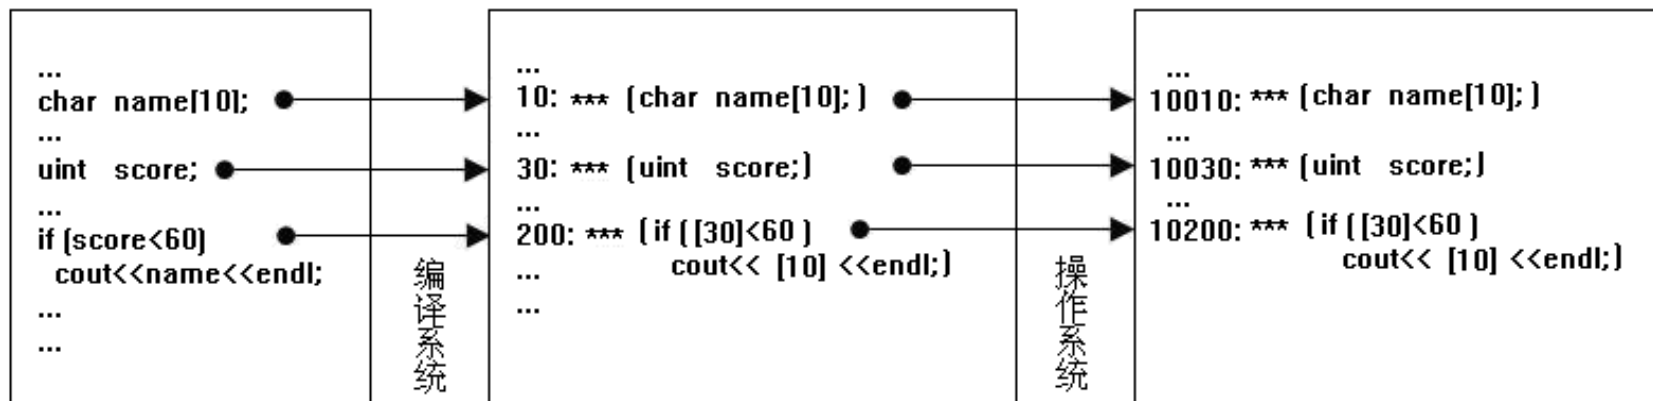 ...
char name[10];
...
uint score;
...
if (score<60)
cout<<name<<endl;
...
...
编译系统
...
10: *** (char name[10]; )
...
30: *** (uint score;)
...
200: *** (if ( [30]<60 )
cout<< [10] <<endl;)
...
...
操作系统
...
10010: *** (char name[10]; )
...
10030: *** (uint score;)
...
10200: *** (if ( [30]<60 )
cout<< [10] <<endl;)